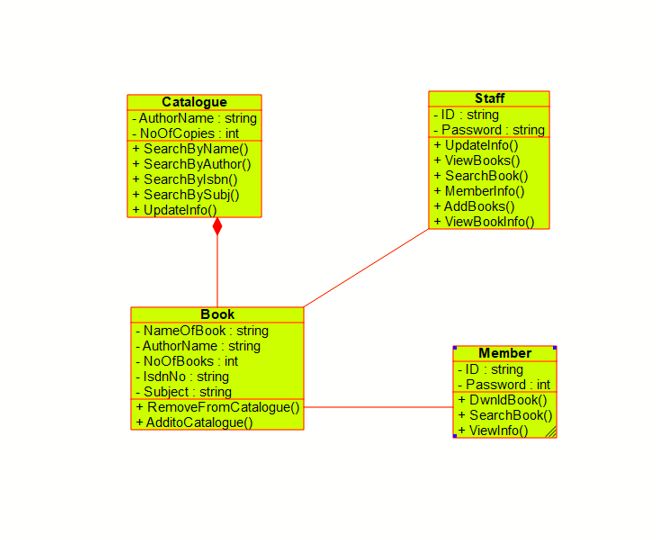 Catalogue
- AuthorName : string
- NoOfCopies : int
+ SearchByName()
+ SearchByAuthor()
+ SearchByIsbn()
+ SearchBySubj()
+ UpdateInfo()
Staff
- ID : string
- Password : string
+ UpdateInfo()
+ ViewBooks()
+ SearchBook()
+ MemberInfo()
+ AddBooks()
+ ViewBookInfo()
Book
- NameOfBook : string
- AuthorName : string
- NoOfBooks : int
- IsdnNo : string
- Subject : string
+ RemoveFromCatalogue()
+ AdditoCatalogue()
Member
- ID : string
- Password : int
+ DwnldBook()
+ SearchBook()
+ ViewInfo()